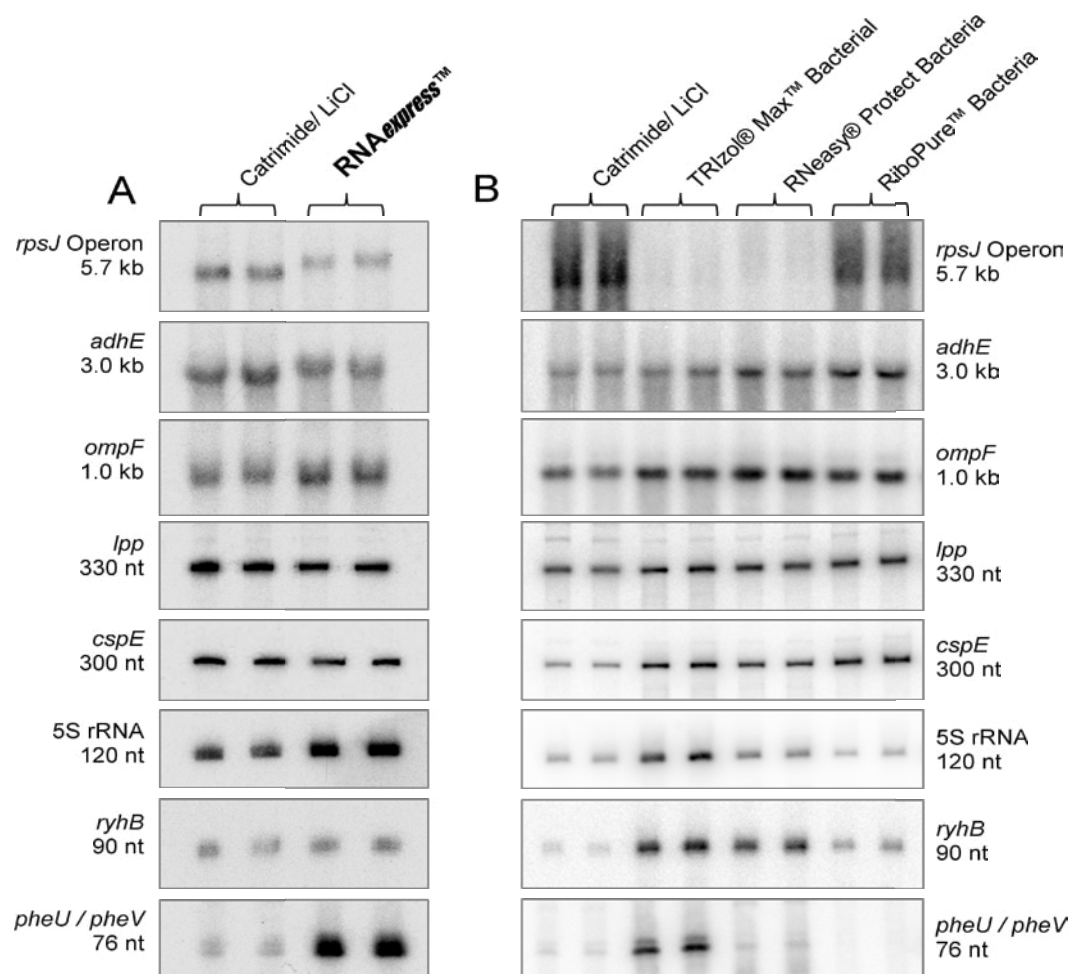 Catrimide/ LiCl
RNAexpress™
A
rpsJ Operon
5.7 kb
adhE
3.0 kb
ompF
1.0 kb
lpp
330 nt
cspE
300 nt
5S rRNA
120 nt
ryhB
90 nt
pheU / pheV
76 nt
Catrimide/ LiCl
TRIzol® Max™ Bacterial
RNeasy® Protect Bacteria
RiboPure™ Bacteria
B
rpsJ Operon
5.7 kb
adhE
3.0 kb
ompF
1.0 kb
lpp
330 nt
cspE
300 nt
5S rRNA
120 nt
ryhB
90 nt
pheU / pheV
76 nt